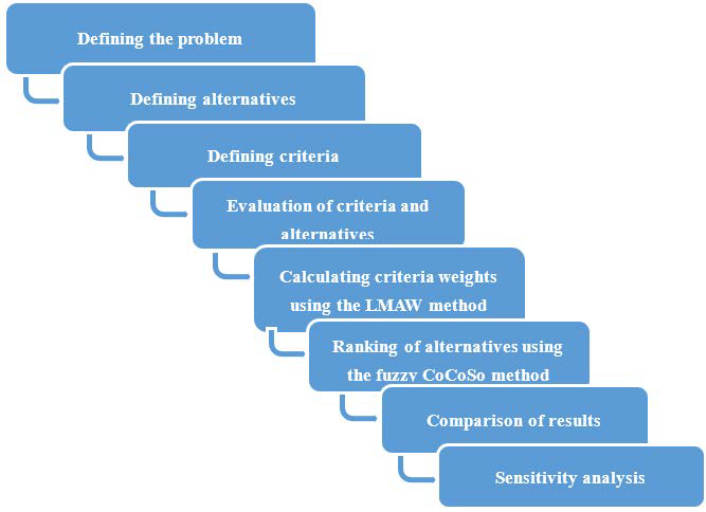 Defining the problem
Defining alternatives
Defining criteria
Evaluation of criteria and
alternatives
Calculating criteria weights
using the LMAW method
Ranking of alternatives using
the fuzzy CoCoSo method
Comparison of results
Sensitivity analysis